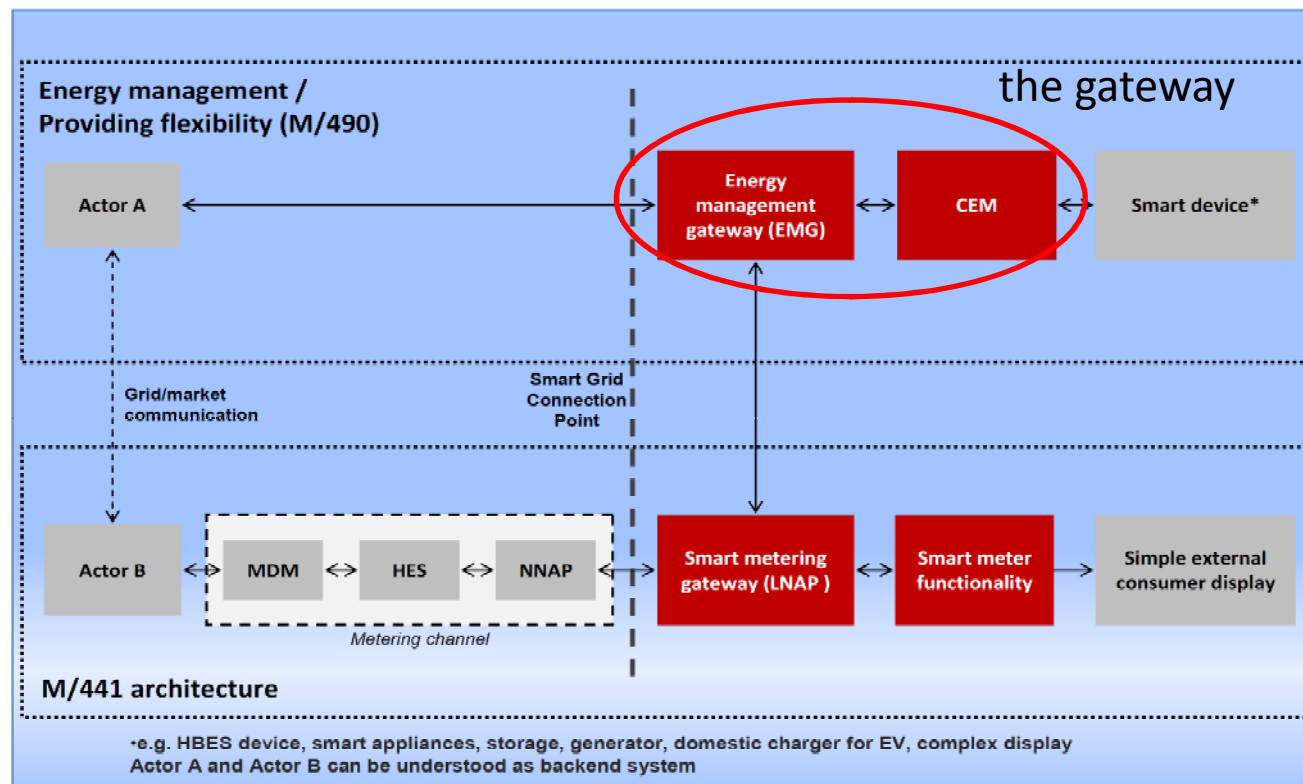 the gateway
Energy management /
Providing flexibility (M/490)
Actor A
Energy
management
gateway (EMG)
CEM
Smart device*
Grid/market
communication
Smart Grid
Connection
Point
Actor B
MDM
HES
NNAP
Smart metering
gateway (LNAP )
Smart meter
functionality
Simple external
consumer display
Metering channel
M/441 architecture
•e.g. HBES device, smart appliances, storage, generator, domestic charger for EV, complex display
Actor A and Actor B can be understood as backend system